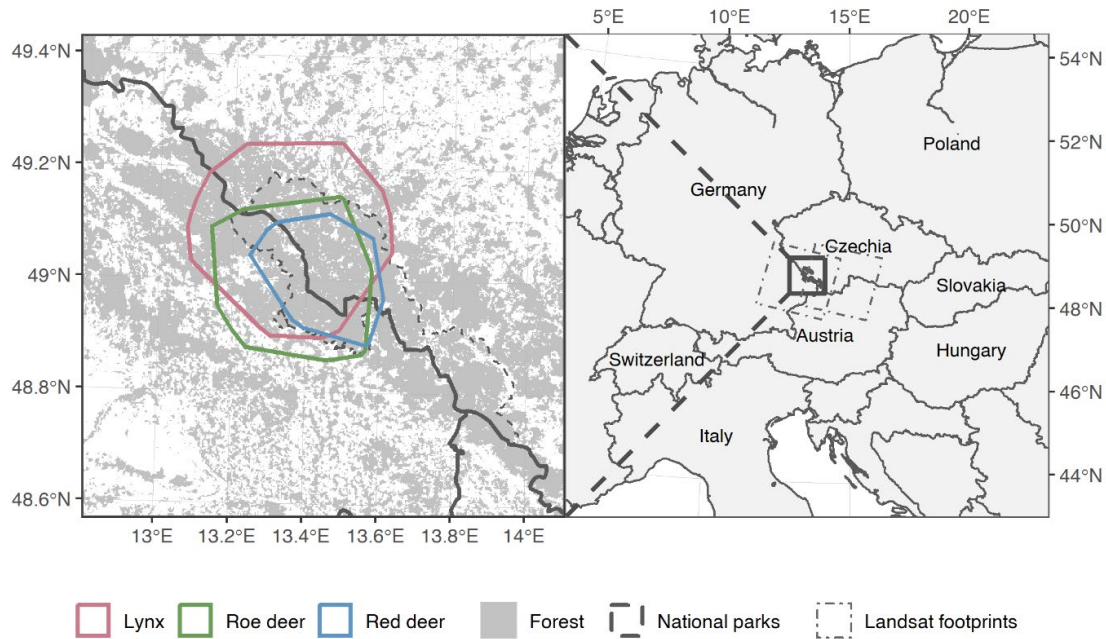 5°E 10°E 15°E 20°E
49.4°N
49.2°N
49°N
48.8°N
48.6°N
54°N
52°N
50°N
48°N
46°N
44°N
Poland
Germany
Czechia
Slovakia
Austria
Switzerland
Hungary
Italy
13°E 13.2°E 13.4°E 13.6°E 13.8°E 14°E
Lynx Roe deer Red deer Forest National parks Landsat footprints